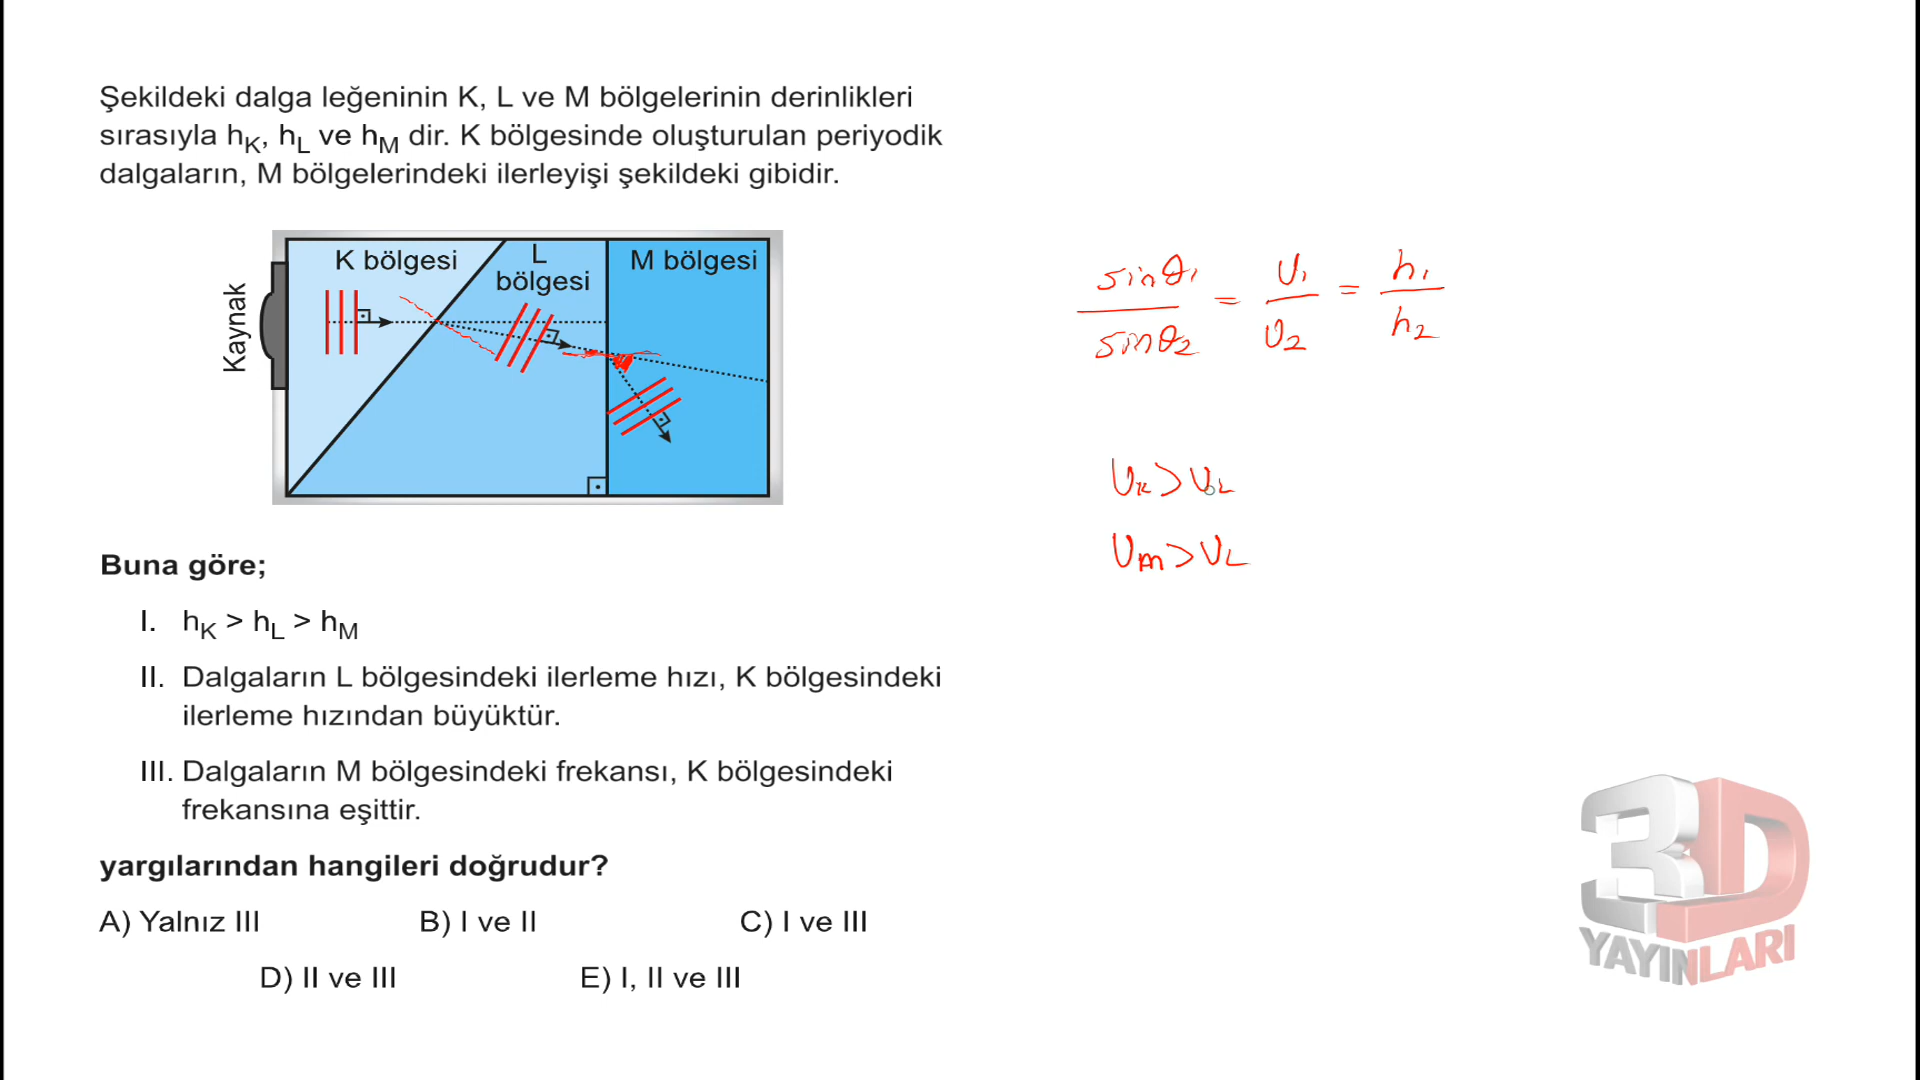 Şekildeki dalga leğeninin K, L ve M bölgelerinin derinlikleri
sırasıyla hK, hL ve hM dir. K bölgesinde oluşturulan periyodik
dalgaların, M bölgelerindeki ilerleyişi şekildeki gibidir.
Kaynak
K bölgesi
L
bölgesi
M bölgesi
sinθ1 / sinθ2 = υ1 / υ2 = h1 / h2
υK > υL
υM > υL
Buna göre;
I. hK > hL > hM
II. Dalgaların L bölgesindeki ilerleme hızı, K bölgesindeki
ilerleme hızından büyüktür.
III. Dalgaların M bölgesindeki frekansı, K bölgesindeki
frekansına eşittir.
yargılarından hangileri doğrudur?
A) Yalnız III B) I ve II C) I ve III
D) II ve III E) I, II ve III
3D
YAYINLARI